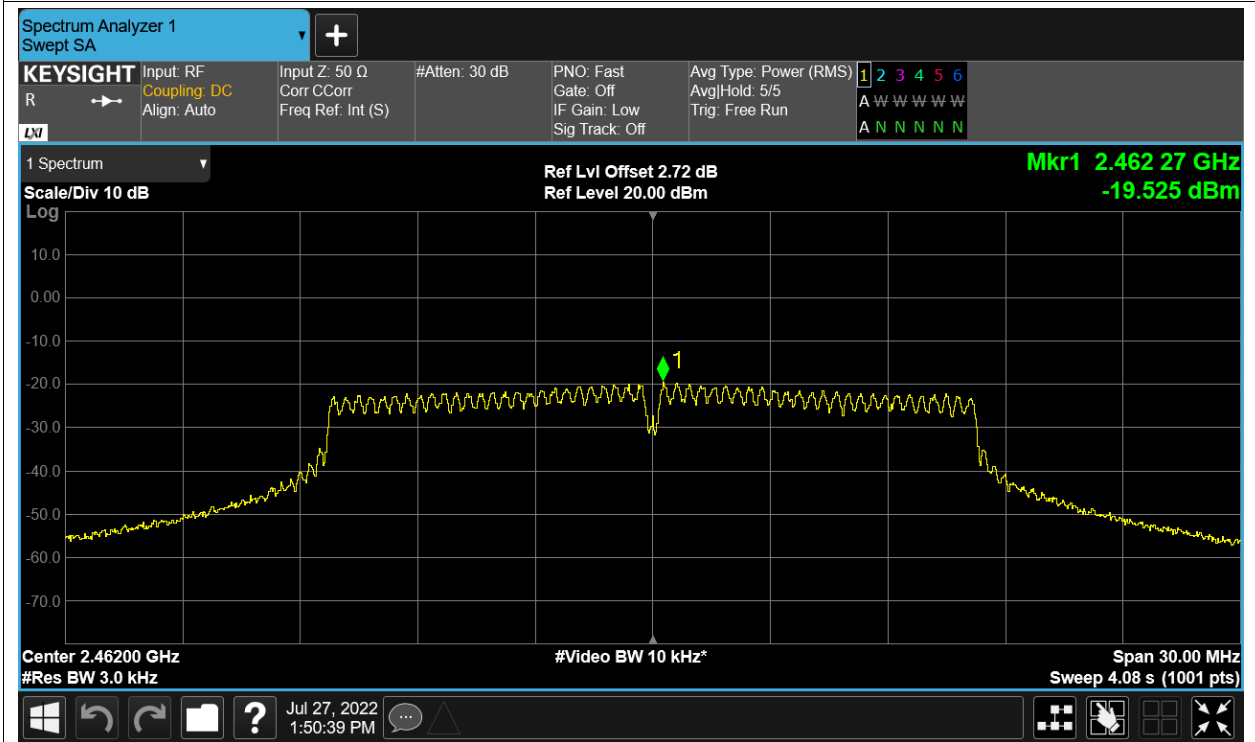 Spectrum Analyzer 1
Swept SA
+
KEYSIGHT
R
LXI
Input: RF
Coupling: DC
Align: Auto
Input Z: 50 Ω
Corr CCorr
Freq Ref: Int (S)
#Atten: 30 dB
PNO: Fast
Gate: Off
IF Gain: Low
Sig Track: Off
Avg Type: Power (RMS)
Avg|Hold: 5/5
Trig: Free Run
1 2 3 4 5 6
A W W W W W
A N N N N N
1 Spectrum
Scale/Div 10 dB
Log
Ref Lvl Offset 2.72 dB
Ref Level 20.00 dBm
Mkr1 2.462 27 GHz
-19.525 dBm
10.0
0.00
-10.0
-20.0
-30.0
-40.0
-50.0
-60.0
-70.0
1
Center 2.46200 GHz
#Res BW 3.0 kHz
#Video BW 10 kHz*
Span 30.00 MHz
Sweep 4.08 s (1001 pts)
?
Jul 27, 2022
1:50:39 PM